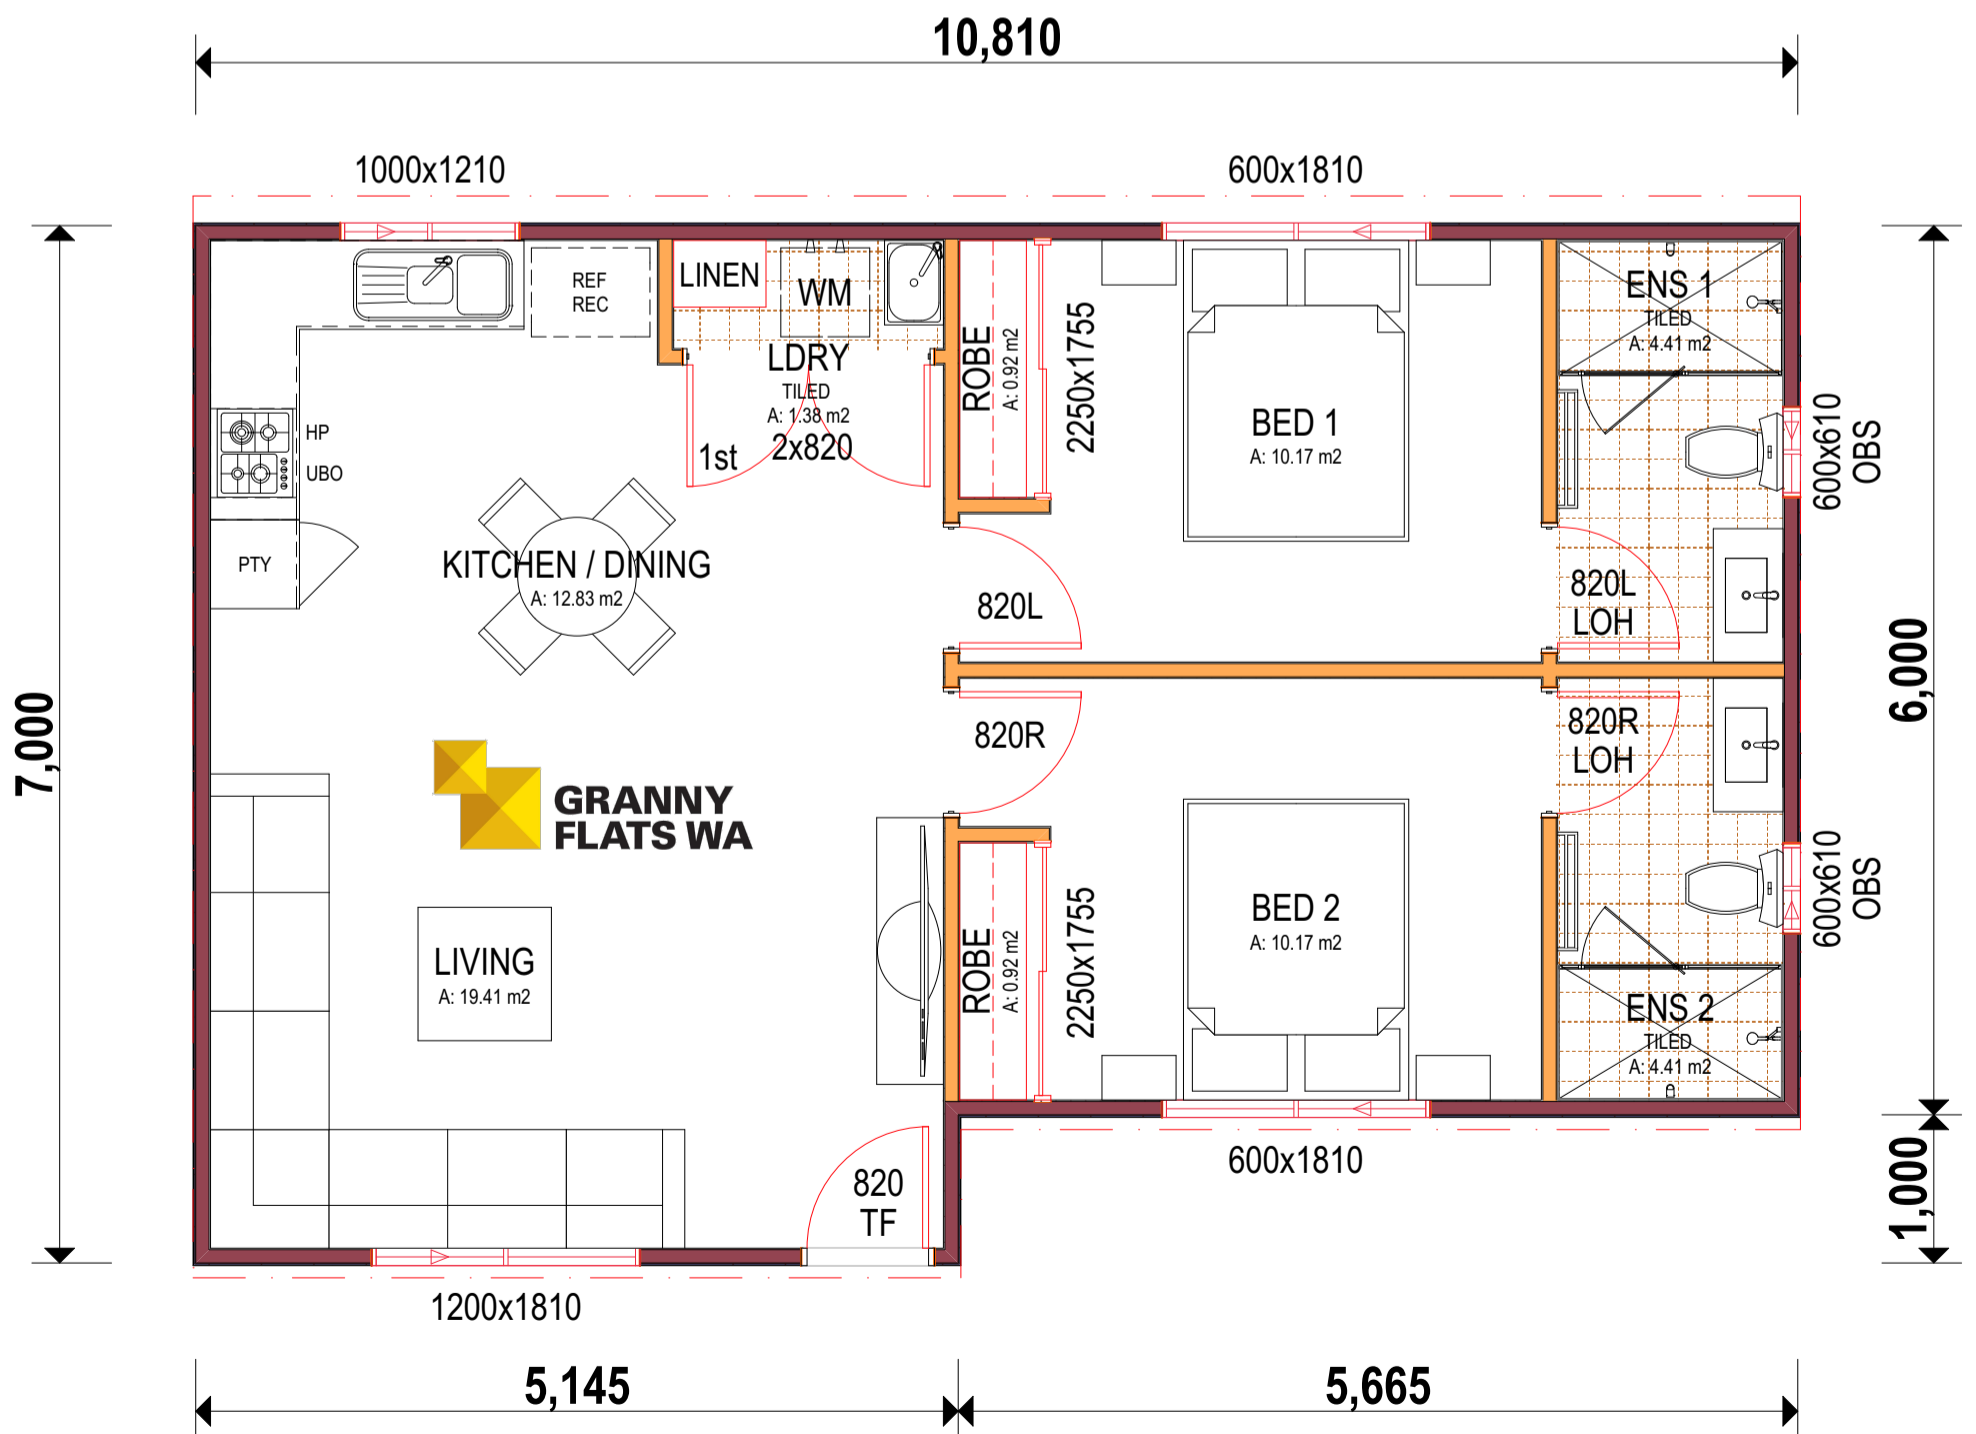 10,810
1000x1210
600x1810
7,000
REF
REC
LINEN
WM
LDRY
TILED
A: 1.38 m2
2x820
1st
HP
UBO
PTY
KITCHEN / DINING
A: 12.83 m2
ROBE
A: 0.92 m2
2250x1755
BED 1
A: 10.17 m2
ENS 1
TILED
A: 4.41 m2
600x610
OBS
820L
820L
LOH
6,000
820R
820R
LOH
GRANNY
FLATS WA
LIVING
A: 19.41 m2
ROBE
A: 0.92 m2
2250x1755
BED 2
A: 10.17 m2
ENS 2
TILED
A: 4.41 m2
600x610
OBS
820
TF
600x1810
1,000
1200x1810
5,145
5,665